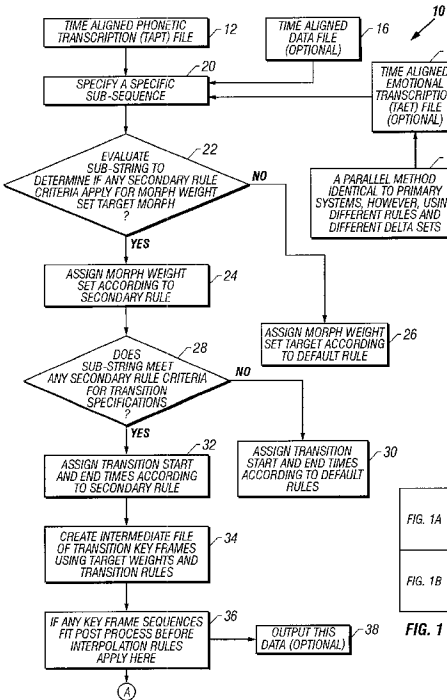 10
TIME ALIGNED PHONETIC
TRANSCRIPTION (TAPT) FILE
12
TIME ALIGNED
DATA FILE
(OPTIONAL)
16
20
SPECIFY A SPECIFIC
SUB-SEQUENCE
TIME ALIGNED
EMOTIONAL
TRANSCRIPTIO
(TAET) FILE
(OPTIONAL)
22
EVALUATE
SUB-STRING TO
DETERMINE IF ANY SECONDARY RULE
CRITERIA APPLY FOR MORPH WEIGHT
SET TARGET MORPH
?
NO
YES
A PARALLEL METHOD
IDENTICAL TO PRIMARY
SYSTEMS, HOWEVER, USIN
DIFFERENT RULES AND
DIFFERENT DELTA SETS
ASSIGN MORPH WEIGHT
SET ACCORDING TO
SECONDARY RULE
24
ASSIGN MORPH WEIGHT
SET TARGET ACCORDING
TO DEFAULT RULE
26
28
DOES
SUB-STRING MEET
ANY SECONDARY RULE CRITERIA
FOR TRANSITION
SPECIFICATIONS
?
NO
YES
32
ASSIGN TRANSITION START
AND END TIMES ACCORDING
TO SECONDARY RULE
ASSIGN TRANSITION
START AND END TIMES
ACCORDING TO DEFAULT
RULES
30
CREATE INTERMEDIATE FILE
OF TRANSITION KEY FRAMES
USING TARGET WEIGHTS AND
TRANSITION RULES
34
36
IF ANY KEY FRAME SEQUENCES
FIT POST PROCESS BEFORE
INTERPOLATION RULES
APPLY HERE
OUTPUT THIS
DATA (OPTIONAL)
38
A
FIG. 1A
FIG. 1B
FIG. 1